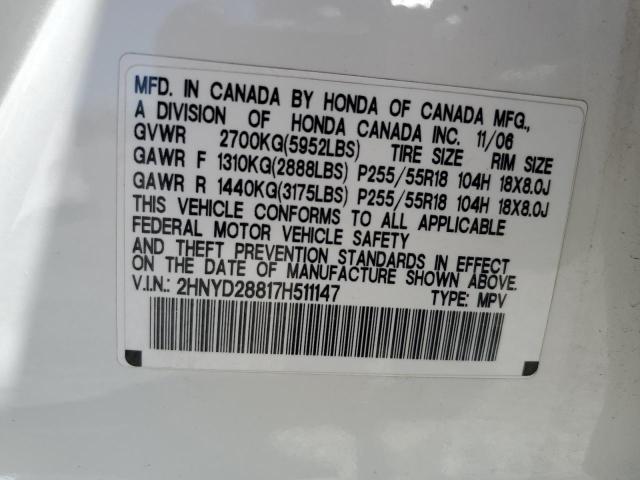 MFD. IN CANADA BY HONDA OF CANADA MFG.,
A DIVISION OF HONDA CANADA INC. 11/06
GVWR 2700KG(5952LBS) TIRE SIZE RIM SIZE
GAWR F 1310KG(2888LBS) P255/55R18 104H 18X8.0J
GAWR R 1440KG(3175LBS) P255/55R18 104H 18X8.0J
THIS VEHICLE CONFORMS TO ALL APPLICABLE
FEDERAL MOTOR VEHICLE SAFETY
AND THEFT PREVENTION STANDARDS IN EFFECT
ON THE DATE OF MANUFACTURE SHOWN ABOVE.
V.I.N.: 2HNYD28817H511147 TYPE: MPV